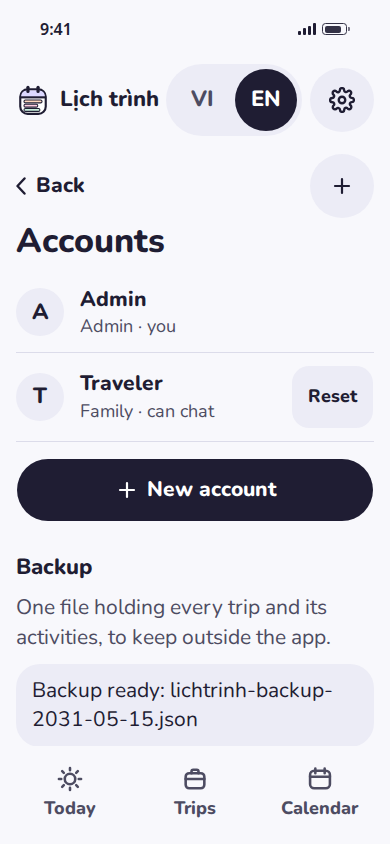 9:41
Lịch trình
VI
EN
Back
Accounts
A
Admin
Admin · you
T
Traveler
Family · can chat
Reset
New account
Backup
One file holding every trip and its
activities, to keep outside the app.
Backup ready: lichtrinh-backup-
2031-05-15.json
Today
Trips
Calendar